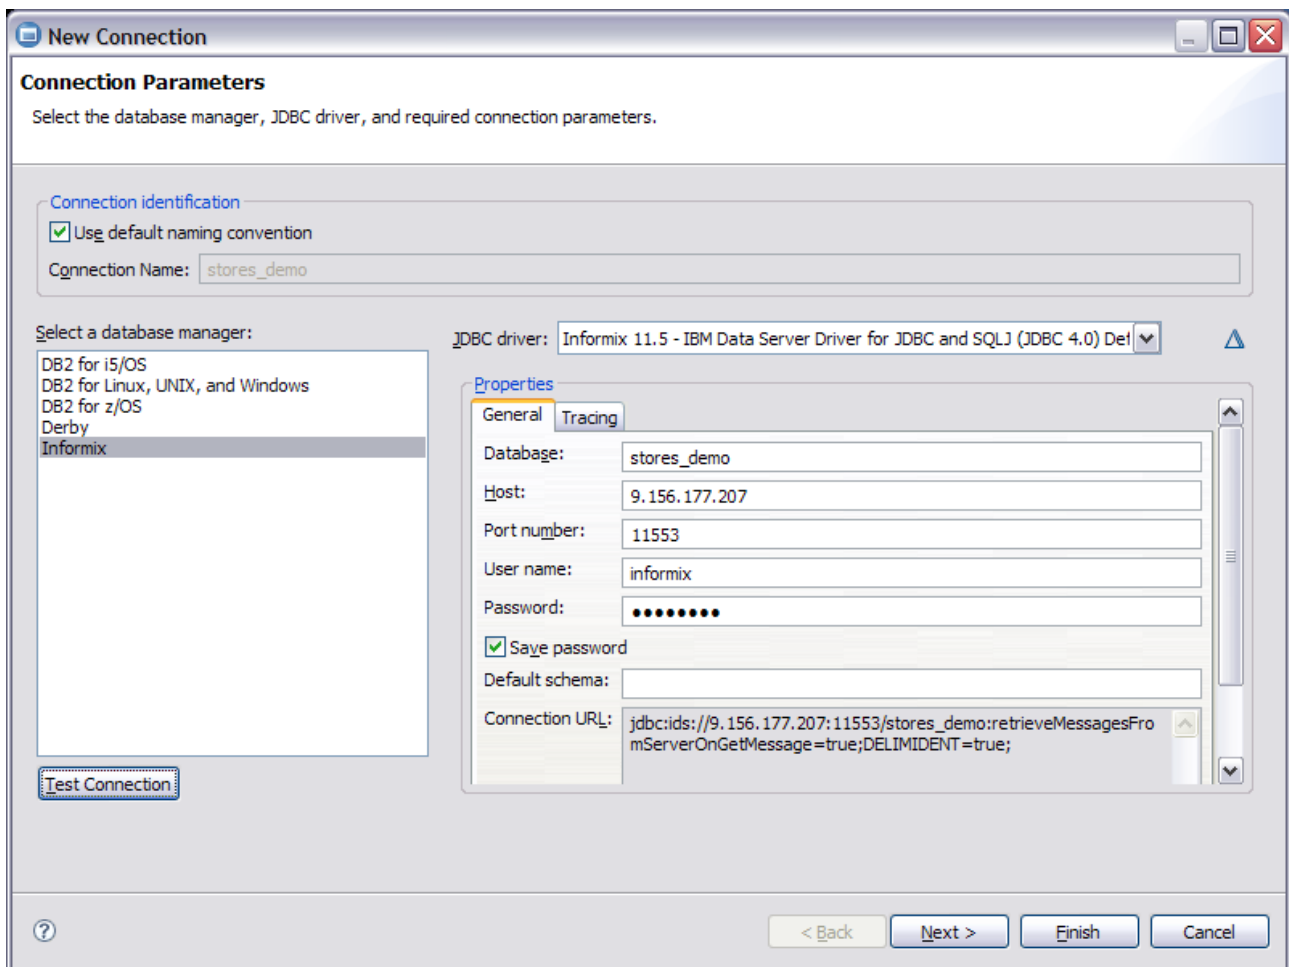 New Connection
Connection Parameters
Select the database manager, JDBC driver, and required connection parameters.
Connection identification
Use default naming convention
Connection Name: stores_demo
Select a database manager:
JDBC driver: Informix 11.5 - IBM Data Server Driver for JDBC and SQLJ (JDBC 4.0) Def
DB2 for i5/OS
DB2 for Linux, UNIX, and Windows
DB2 for z/OS
Derby
Informix
Properties
General Tracing
Database: stores_demo
Host: 9.156.177.207
Port number: 11553
User name: informix
Password: ●●●●●●●●
Save password
Default schema:
Connection URL: jdbc:ids://9.156.177.207:11553/stores_demo:retrieveMessagesFro
mServerOnGetMessage=true;DELIMIDENT=true;
Test Connection
?
< Back Next > Finish Cancel